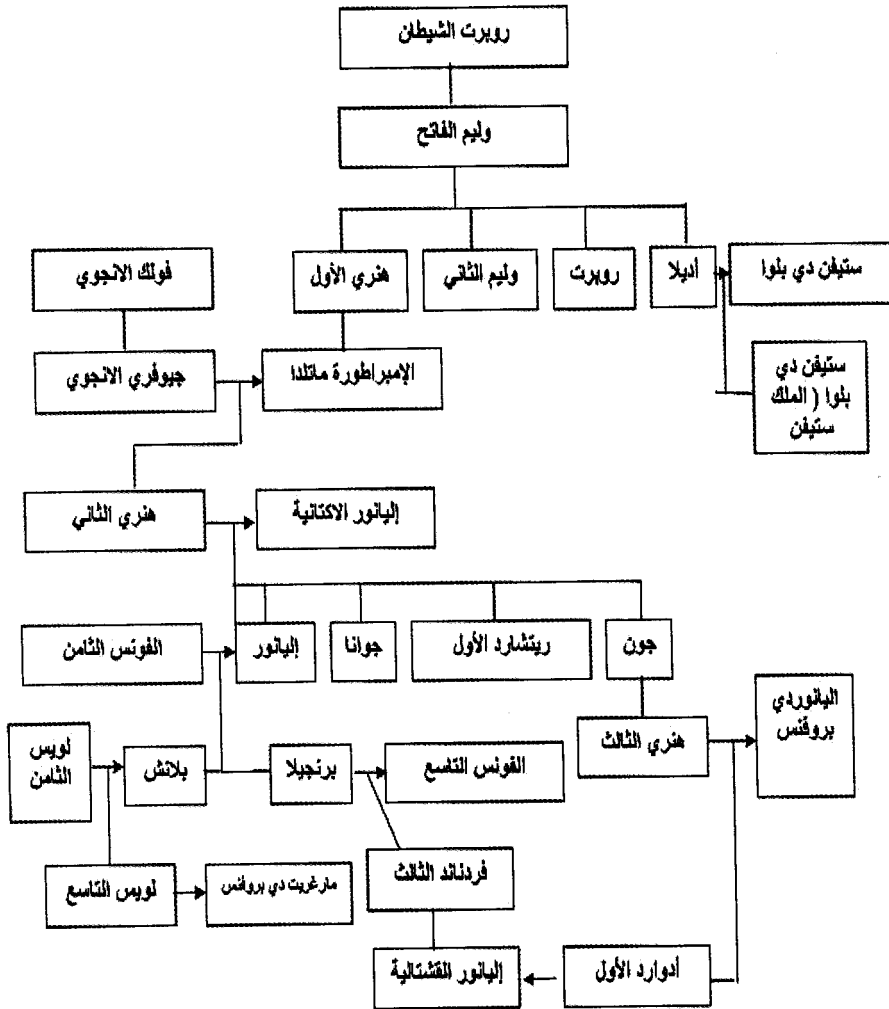 روبرت الشيطان
وليم الفاتح
فولك الانجوي
هنري الأول
وليم الثاني
روبرت
أديلا
ستيفن دي بلوا
جيوفري الانجوي
الإمبراطورة ماتلدا
ستيفن دي
بلوا ( الملك
ستيفن
هنري الثاني
إليانور الاكتانية
الفونس الثامن
إليانور
جوانا
ريتشارد الأول
جون
اليانوردي
بروفنس
لويس
الثامن
بلانش
برنجيلا
الفونس التاسع
هنري الثالث
لويس التاسع
مارغريت دي بروفانس
فردناند الثالث
إليانور القشتالية
أدوارد الأول